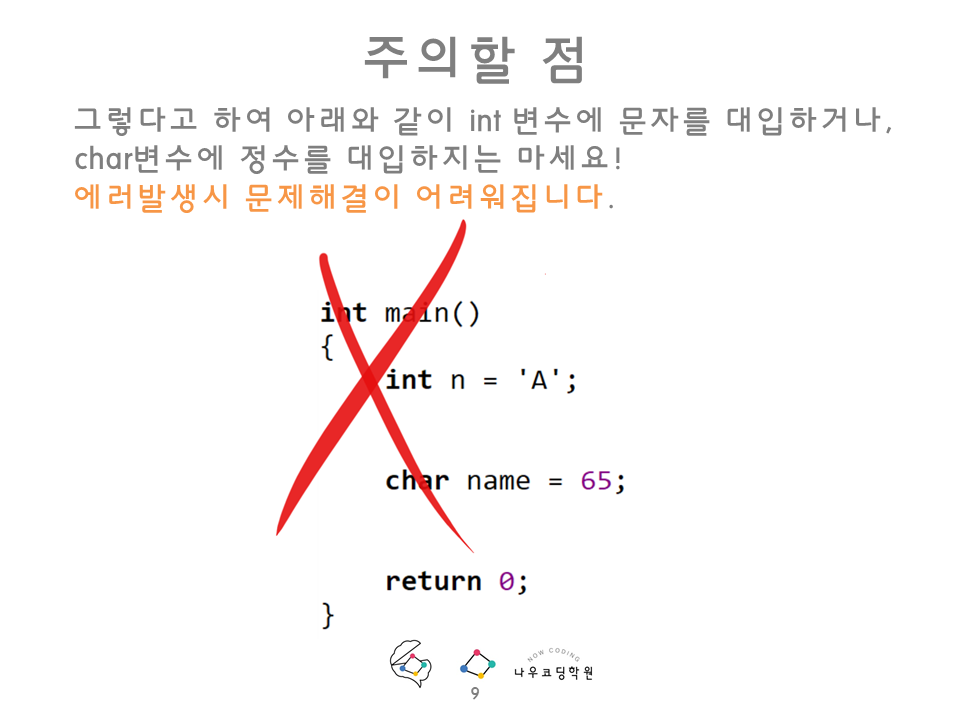 주의할 점
그렇다고 하여 아래와 같이 int 변수에 문자를 대입하거나,
char변수에 정수를 대입하지는 마세요!
에러발생시 문제해결이 어려워집니다.
int main()
{
int n = 'A';
char name = 65;
return 0;
}
NOW CODING
나우코딩학원
9